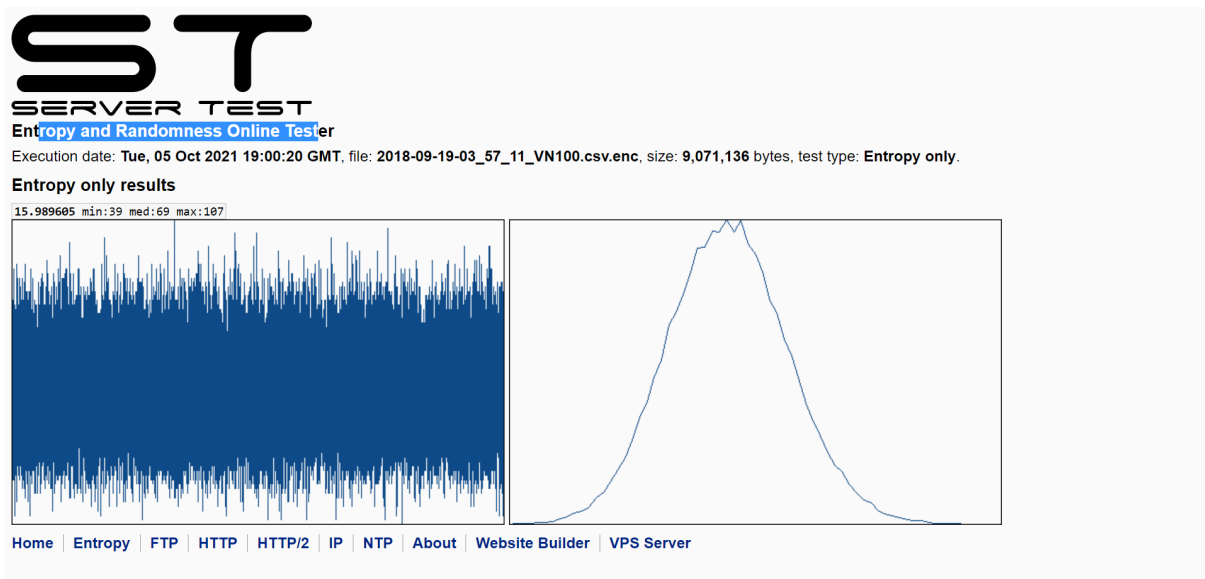 ST
SERVER TEST
Entropy and Randomness Online Tester
Execution date: Tue, 05 Oct 2021 19:00:20 GMT, file: 2018-09-19-03_57_11_VN100.csv.enc, size: 9,071,136 bytes, test type: Entropy only.
Entropy only results
15.989605 min:39 med:69 max:107
Home | Entropy | FTP | HTTP | HTTP/2 | IP | NTP | About | Website Builder | VPS Server